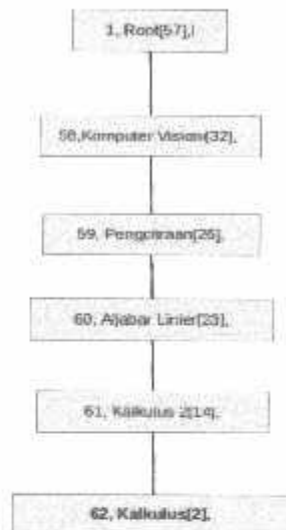 1, Root[57],
58,Komputer Vision[32],
59, Pengcitraan[26],
60, Aljabar Linier[23],
61, Kalkulus 2[14],
62, Kalkulus[2],